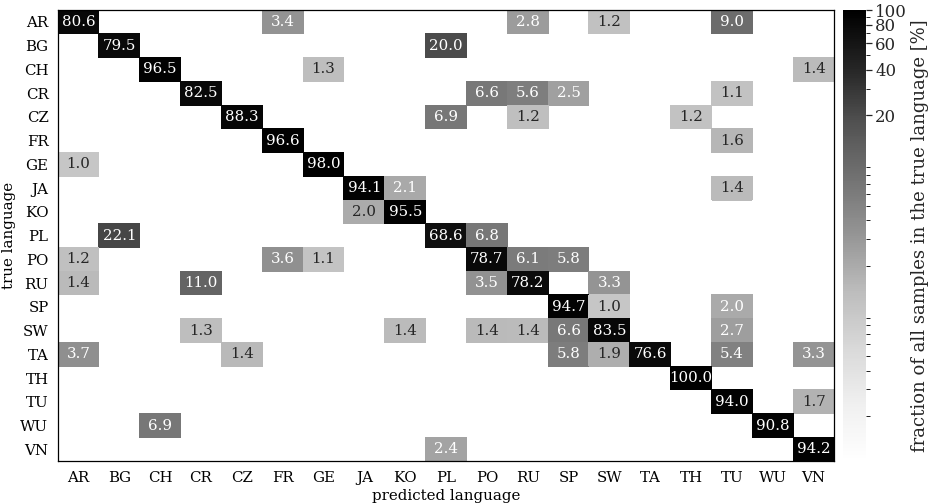 AR 80.6 3.4 2.8 1.2 9.0
BG 79.5 20.0
CH 96.5 1.3 1.4
CR 82.5 6.6 5.6 2.5 1.1
CZ 88.3 6.9 1.2 1.2
FR 96.6 1.6
GE 1.0 98.0
JA 94.1 2.1 1.4
KO 2.0 95.5
PL 22.1 68.6 6.8
PO 1.2 3.6 1.1 78.7 6.1 5.8
RU 1.4 11.0 3.5 78.2 3.3
SP 94.7 1.0 2.0
SW 1.3 1.4 1.4 1.4 6.6 83.5 2.7
TA 3.7 1.4 5.8 1.9 76.6 5.4 3.3
TH 100.0
TU 94.0 1.7
WU 6.9 90.8
VN 2.4 94.2
AR BG CH CR CZ FR GE JA KO PL PO RU SP SW TA TH TU WU VN
predicted language
true language
100
80
60
40
20
fraction of all samples in the true language [%]